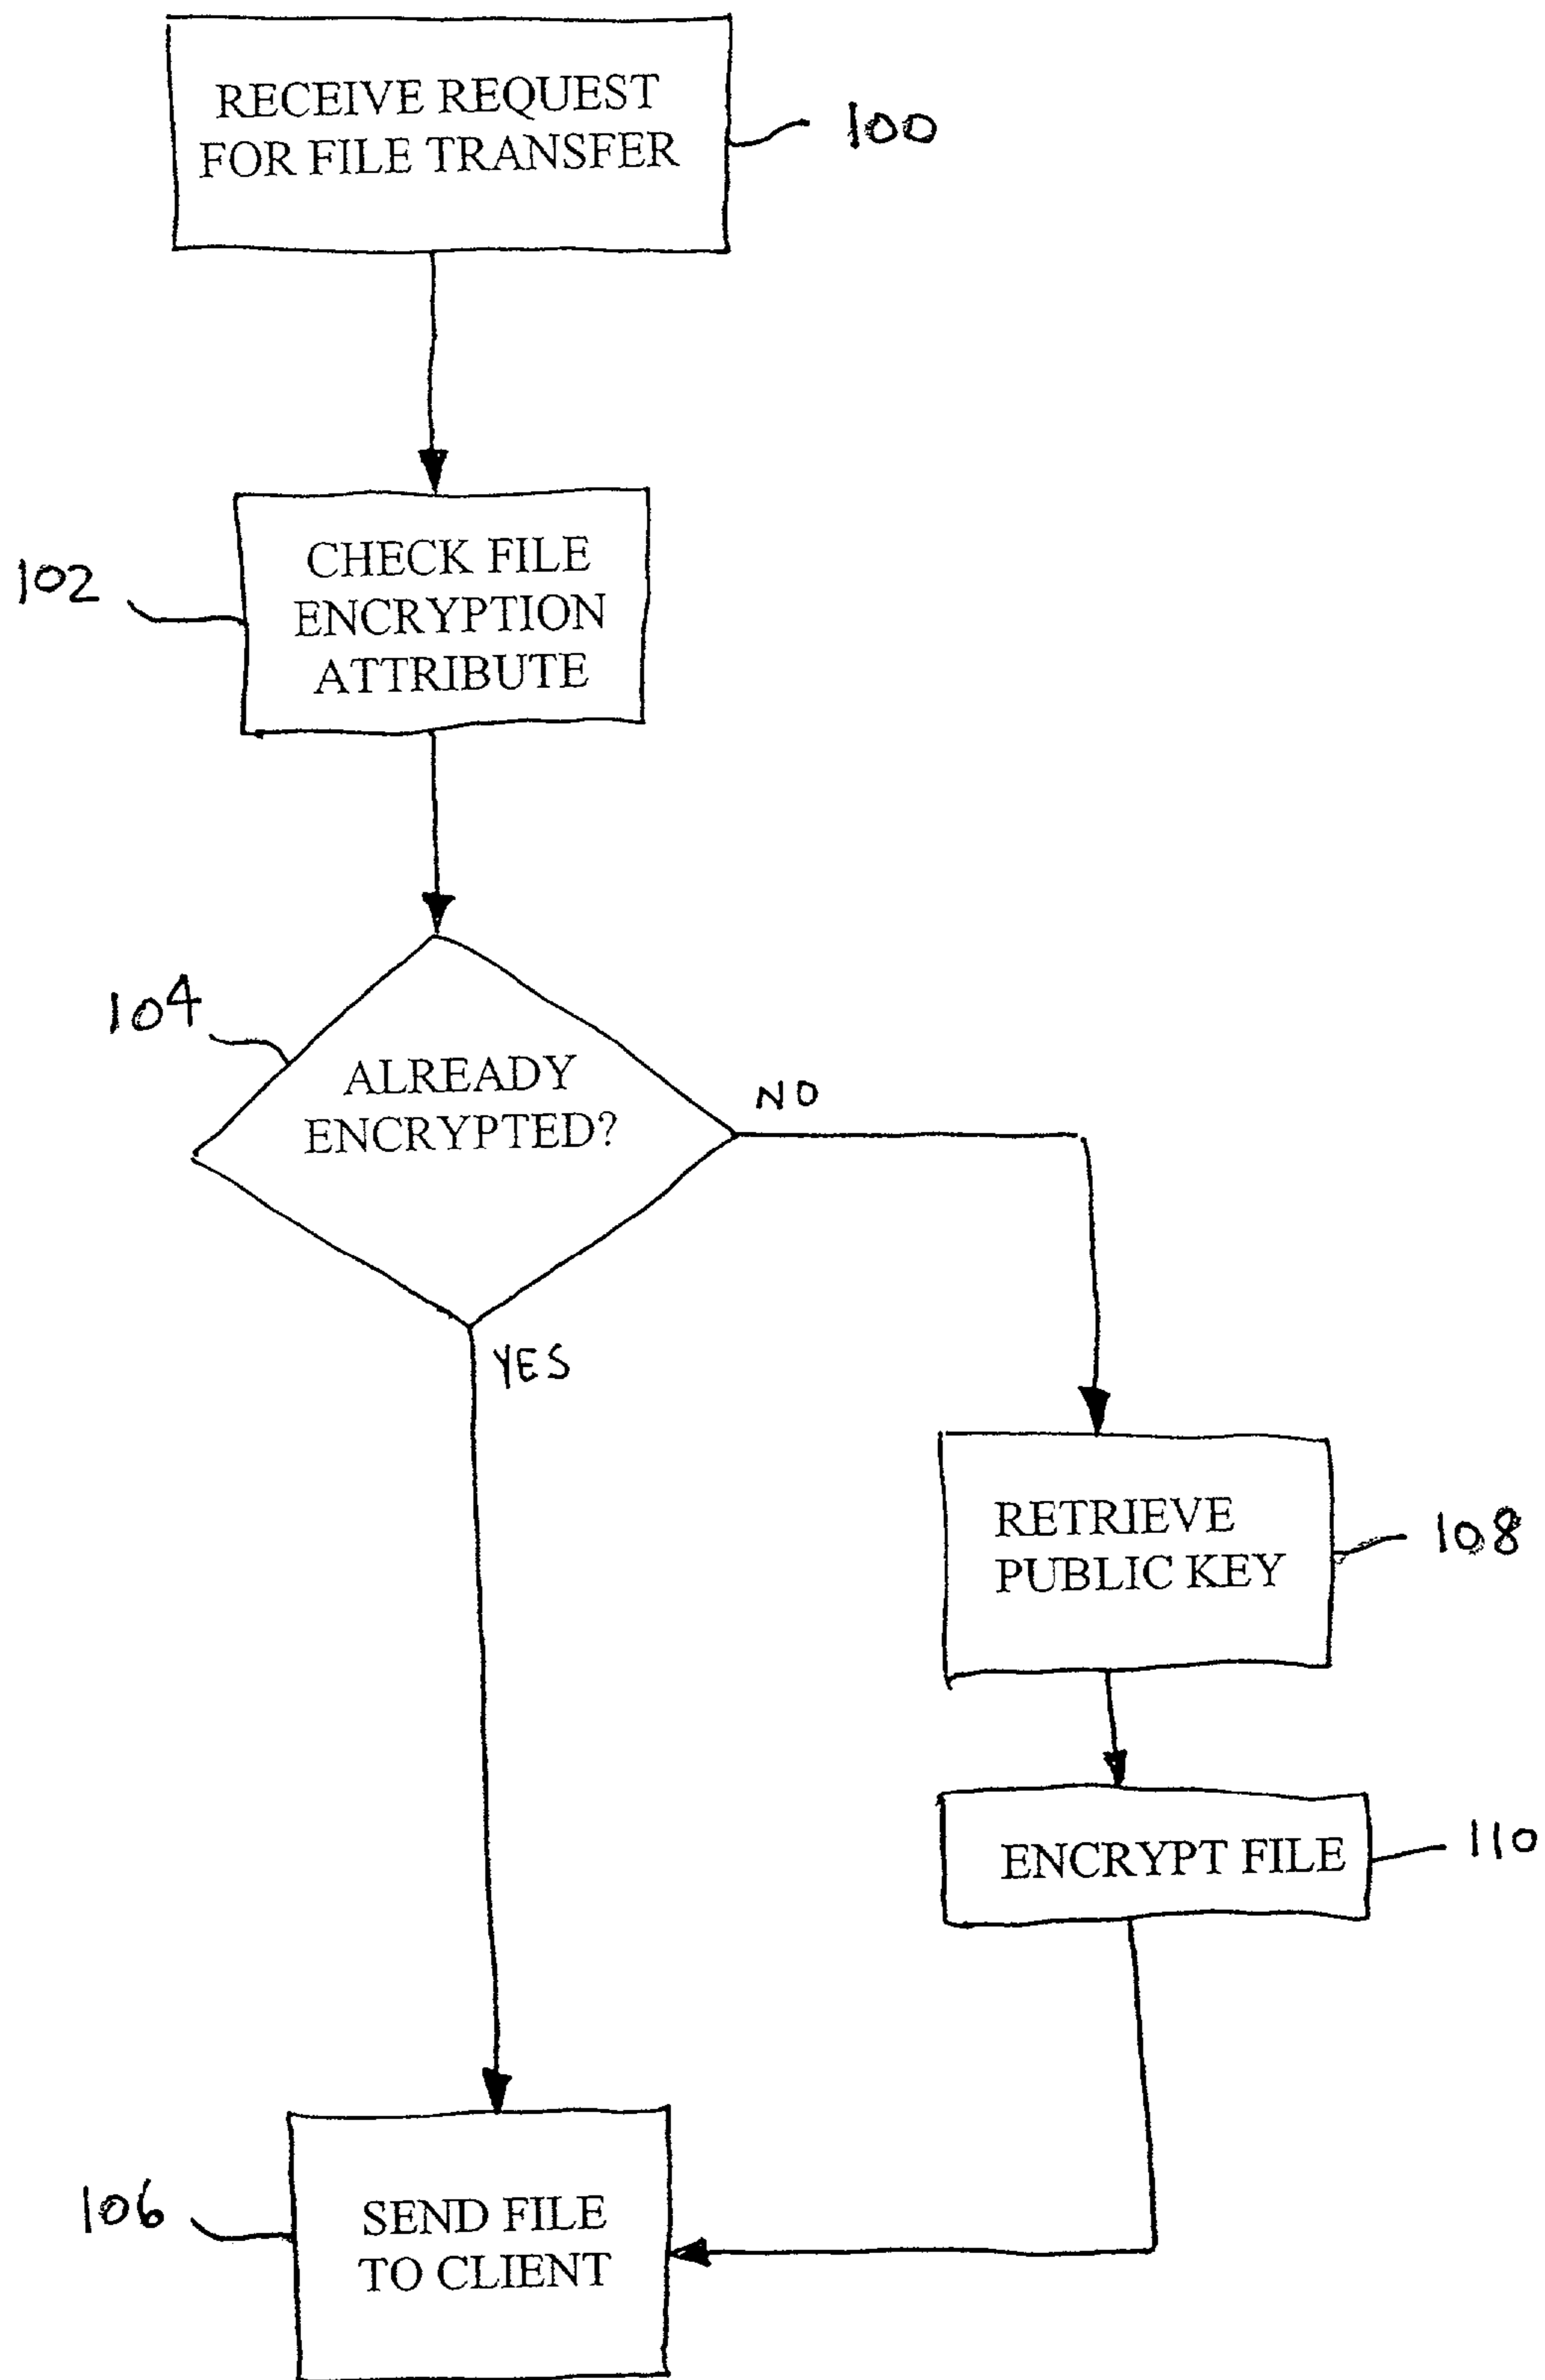 RECEIVE REQUEST
FOR FILE TRANSFER
100
CHECK FILE
ENCRYPTION
ATTRIBUTE
102
104
ALREADY
ENCRYPTED?
NO
YES
RETRIEVE
PUBLIC KEY
108
ENCRYPT FILE
110
106
SEND FILE
TO CLIENT